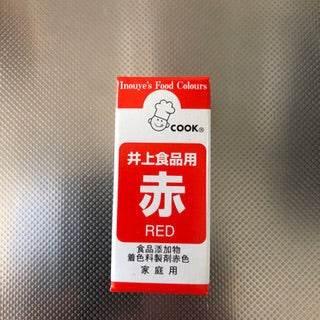 Inouye's Food Colours
COOK®
井上食品用
赤
RED
食品添加物
着色料製剤赤色
家庭用